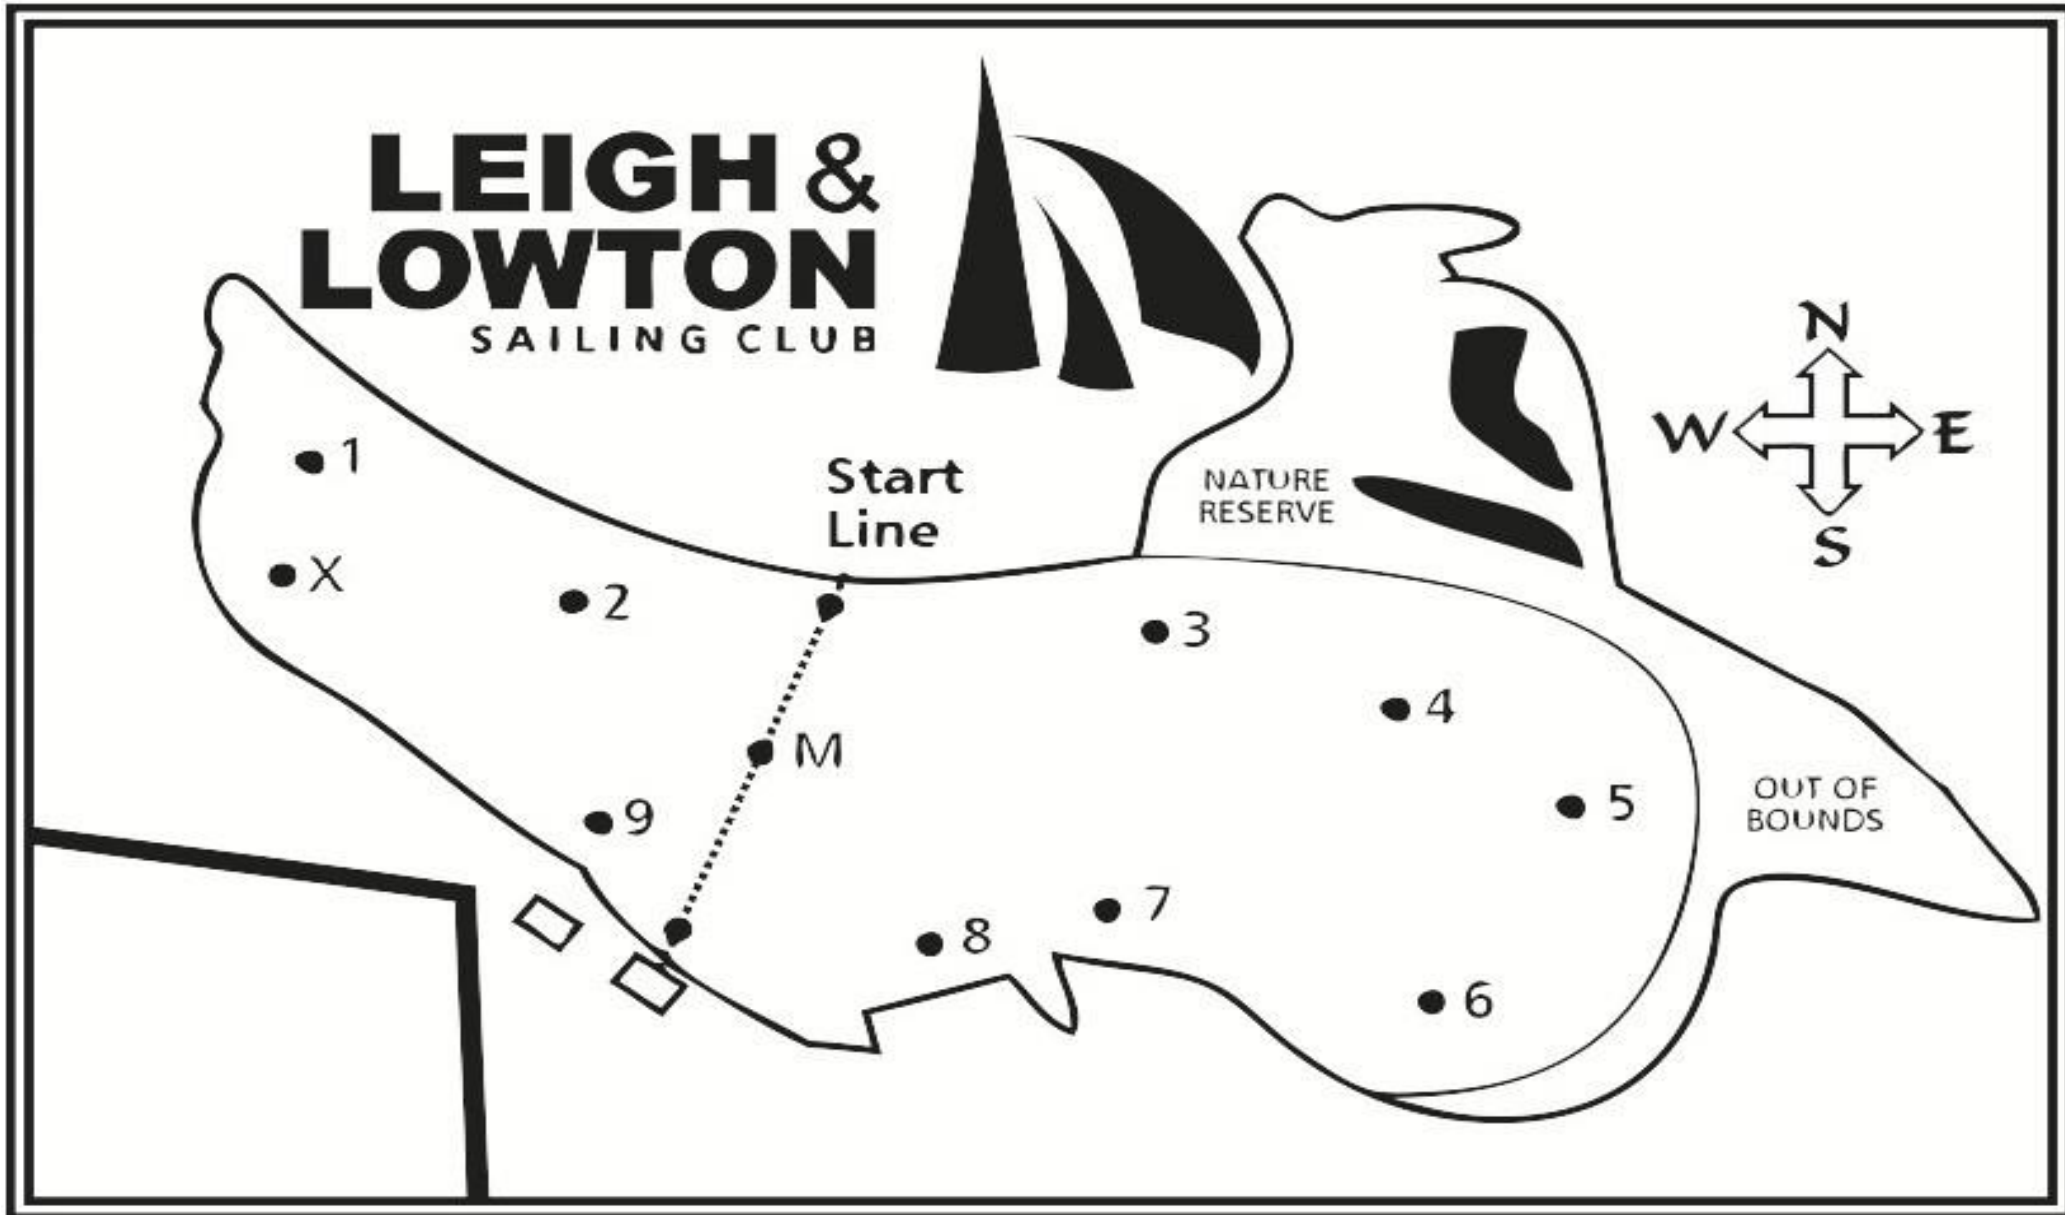 LEIGH &
LOWTON
SAILING CLUB
N
W E
S
Start
Line
NATURE
RESERVE
1
X
2
3
4
M
5
OUT OF
BOUNDS
9
7
8
6